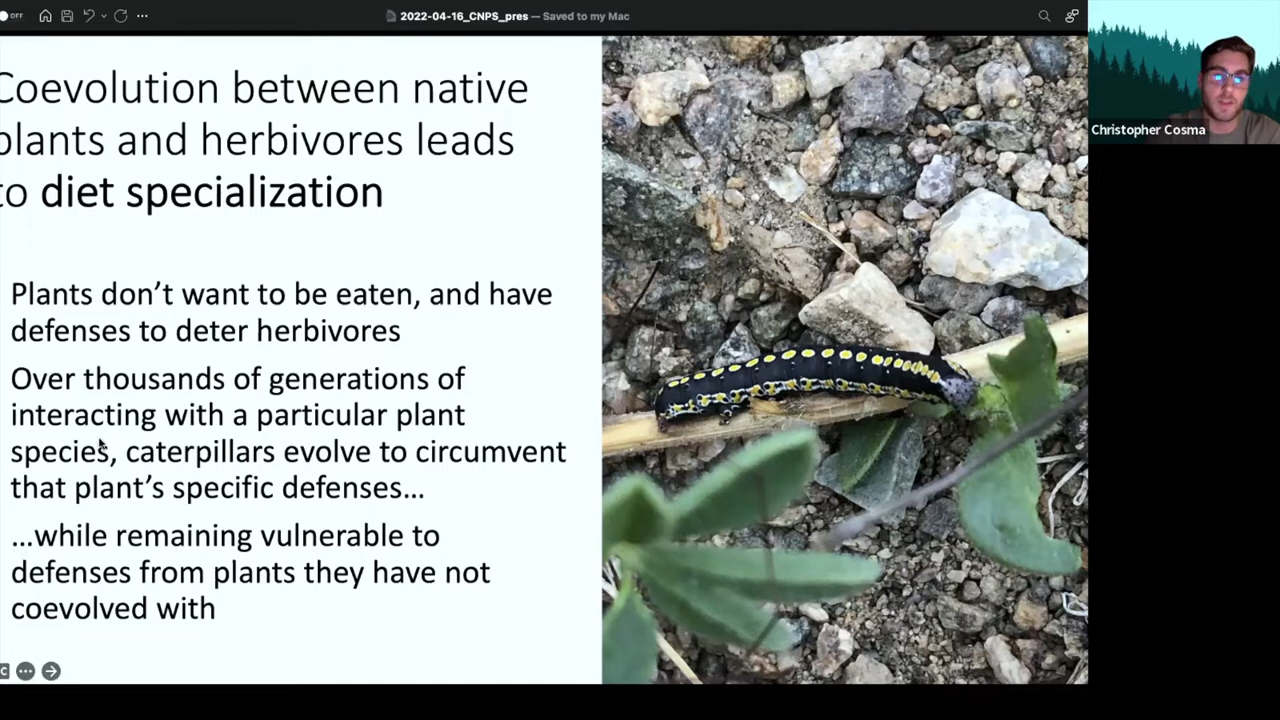 OFF
2022-04-16_CNPS_pres — Saved to my Mac
Coevolution between native
plants and herbivores leads
to diet specialization
Plants don’t want to be eaten, and have
defenses to deter herbivores
Over thousands of generations of
interacting with a particular plant
species, caterpillars evolve to circumvent
that plant’s specific defenses…
…while remaining vulnerable to
defenses from plants they have not
coevolved with
Christopher Cosma